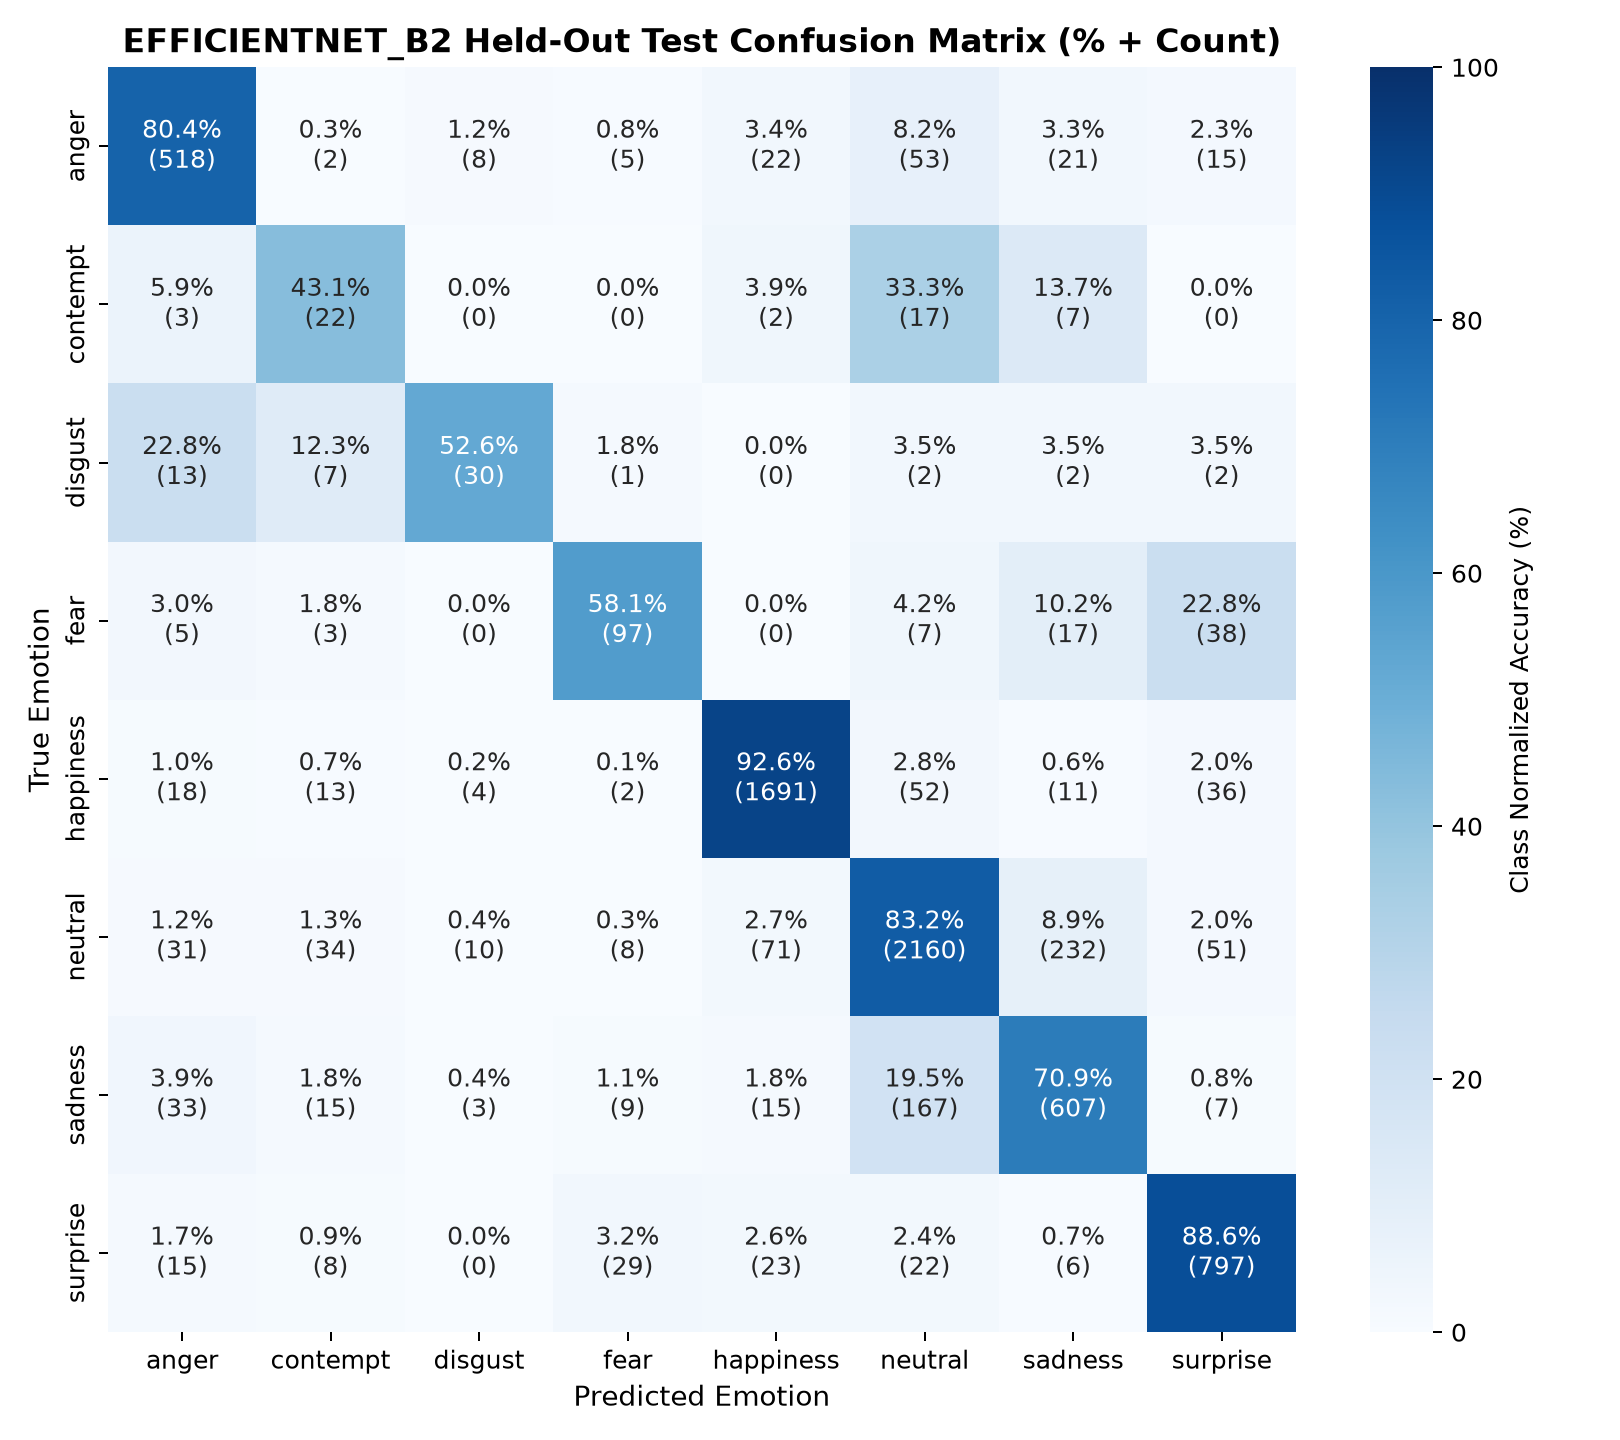 EFFICIENTNET_B2 Held-Out Test Confusion Matrix (% + Count)
True Emotion
anger
80.4% 0.3% 1.2% 0.8% 3.4% 8.2% 3.3% 2.3%
(518) (2) (8) (5) (22) (53) (21) (15)
contempt
5.9% 43.1% 0.0% 0.0% 3.9% 33.3% 13.7% 0.0%
(3) (22) (0) (0) (2) (17) (7) (0)
disgust
22.8% 12.3% 52.6% 1.8% 0.0% 3.5% 3.5% 3.5%
(13) (7) (30) (1) (0) (2) (2) (2)
fear
3.0% 1.8% 0.0% 58.1% 0.0% 4.2% 10.2% 22.8%
(5) (3) (0) (97) (0) (7) (17) (38)
happiness
1.0% 0.7% 0.2% 0.1% 92.6% 2.8% 0.6% 2.0%
(18) (13) (4) (2) (1691) (52) (11) (36)
neutral
1.2% 1.3% 0.4% 0.3% 2.7% 83.2% 8.9% 2.0%
(31) (34) (10) (8) (71) (2160) (232) (51)
sadness
3.9% 1.8% 0.4% 1.1% 1.8% 19.5% 70.9% 0.8%
(33) (15) (3) (9) (15) (167) (607) (7)
surprise
1.7% 0.9% 0.0% 3.2% 2.6% 2.4% 0.7% 88.6%
(15) (8) (0) (29) (23) (22) (6) (797)
anger contempt disgust fear happiness neutral sadness surprise
Predicted Emotion
100
80
60
40
20
0
Class Normalized Accuracy (%)